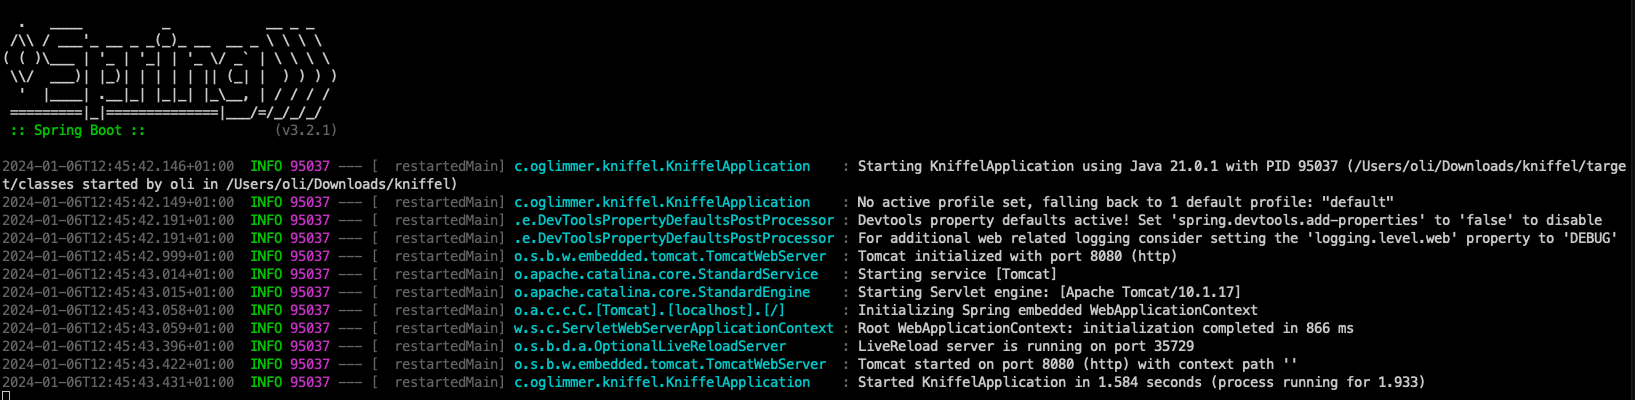 .   ____          _            __ _ _
 /\\ / ___'_ __ _ _(_)_ __  __ _ \ \ \ \
( ( )\___ | '_ | '_| | '_ \/ _` | \ \ \ \
 \\/  ___)| |_)| | | | | || (_| |  ) ) ) )
  '  |____| .__|_| |_|_| |_\__, | / / / /
 =========|_|==============|___/=/_/_/_/
 :: Spring Boot ::                (v3.2.1)

2024-01-06T12:45:42.146+01:00  INFO 95037 --- [  restartedMain] c.oglimmer.kniffel.KniffelApplication    : Starting KniffelApplication using Java 21.0.1 with PID 95037 (/Users/oli/Downloads/kniffel/targe
t/classes started by oli in /Users/oli/Downloads/kniffel)
2024-01-06T12:45:42.149+01:00  INFO 95037 --- [  restartedMain] c.oglimmer.kniffel.KniffelApplication    : No active profile set, falling back to 1 default profile: "default"
2024-01-06T12:45:42.191+01:00  INFO 95037 --- [  restartedMain] .e.DevToolsPropertyDefaultsPostProcessor : Devtools property defaults active! Set 'spring.devtools.add-properties' to 'false' to disable
2024-01-06T12:45:42.191+01:00  INFO 95037 --- [  restartedMain] .e.DevToolsPropertyDefaultsPostProcessor : For additional web related logging consider setting the 'logging.level.web' property to 'DEBUG'
2024-01-06T12:45:42.999+01:00  INFO 95037 --- [  restartedMain] o.s.b.w.embedded.tomcat.TomcatWebServer  : Tomcat initialized with port 8080 (http)
2024-01-06T12:45:43.014+01:00  INFO 95037 --- [  restartedMain] o.apache.catalina.core.StandardService   : Starting service [Tomcat]
2024-01-06T12:45:43.015+01:00  INFO 95037 --- [  restartedMain] o.apache.catalina.core.StandardEngine    : Starting Servlet engine: [Apache Tomcat/10.1.17]
2024-01-06T12:45:43.058+01:00  INFO 95037 --- [  restartedMain] o.a.c.c.C.[Tomcat].[localhost].[/]       : Initializing Spring embedded WebApplicationContext
2024-01-06T12:45:43.059+01:00  INFO 95037 --- [  restartedMain] w.s.c.ServletWebServerApplicationContext : Root WebApplicationContext: initialization completed in 866 ms
2024-01-06T12:45:43.396+01:00  INFO 95037 --- [  restartedMain] o.s.b.d.a.OptionalLiveReloadServer       : LiveReload server is running on port 35729
2024-01-06T12:45:43.422+01:00  INFO 95037 --- [  restartedMain] o.s.b.w.embedded.tomcat.TomcatWebServer  : Tomcat started on port 8080 (http) with context path ''
2024-01-06T12:45:43.431+01:00  INFO 95037 --- [  restartedMain] c.oglimmer.kniffel.KniffelApplication    : Started KniffelApplication in 1.584 seconds (process running for 1.933)